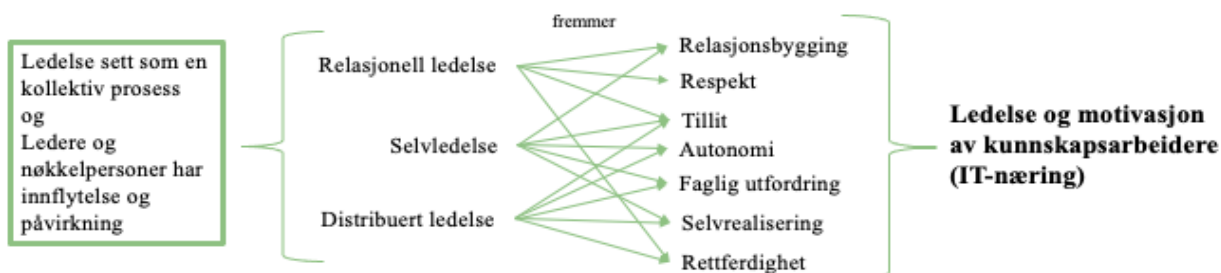 fremmer
Ledelse sett som en
kollektiv prosess
og
Ledere og
nøkkelpersoner har
innflytelse og
påvirkning
Relasjonell ledelse
Selvledelse
Distribuert ledelse
Relasjonsbygging
Respekt
Tillit
Autonomi
Faglig utfordring
Selvrealisering
Rettferdighet
Ledelse og motivasjon
av kunnskapsarbeidere
(IT-næring)